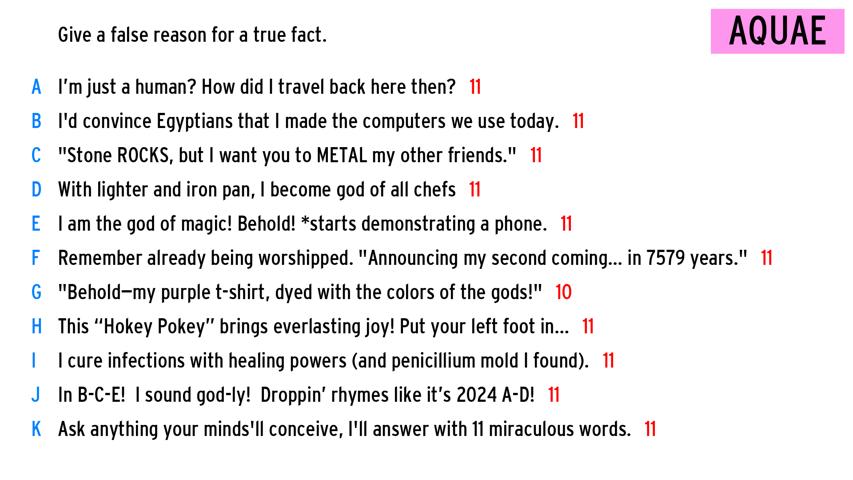 Give a false reason for a true fact.
AQUAE
A I'm just a human? How did I travel back here then? 11
B I'd convince Egyptians that I made the computers we use today. 11
C "Stone ROCKS, but I want you to METAL my other friends." 11
D With lighter and iron pan, I become god of all chefs 11
E I am the god of magic! Behold! *starts demonstrating a phone. 11
F Remember already being worshipped. "Announcing my second coming... in 7579 years." 11
G "Behold—my purple t-shirt, dyed with the colors of the gods!" 10
H This “Hokey Pokey” brings everlasting joy! Put your left foot in... 11
I I cure infections with healing powers (and penicillium mold I found). 11
J In B-C-E! I sound god-ly! Droppin’ rhymes like it’s 2024 A-D! 11
K Ask anything your minds'll conceive, I'll answer with 11 miraculous words. 11